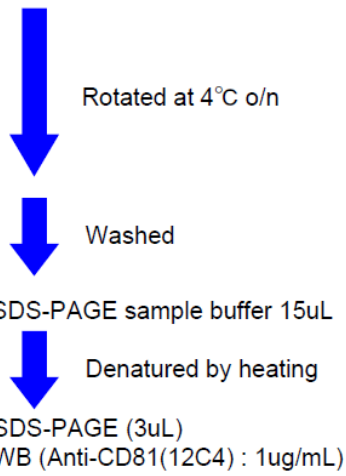 Rotated at 4℃ o/n
Washed
SDS-PAGE sample buffer 15uL
Denatured by heating
SDS-PAGE (3uL)
WB (Anti-CD81(12C4) : 1ug/mL)